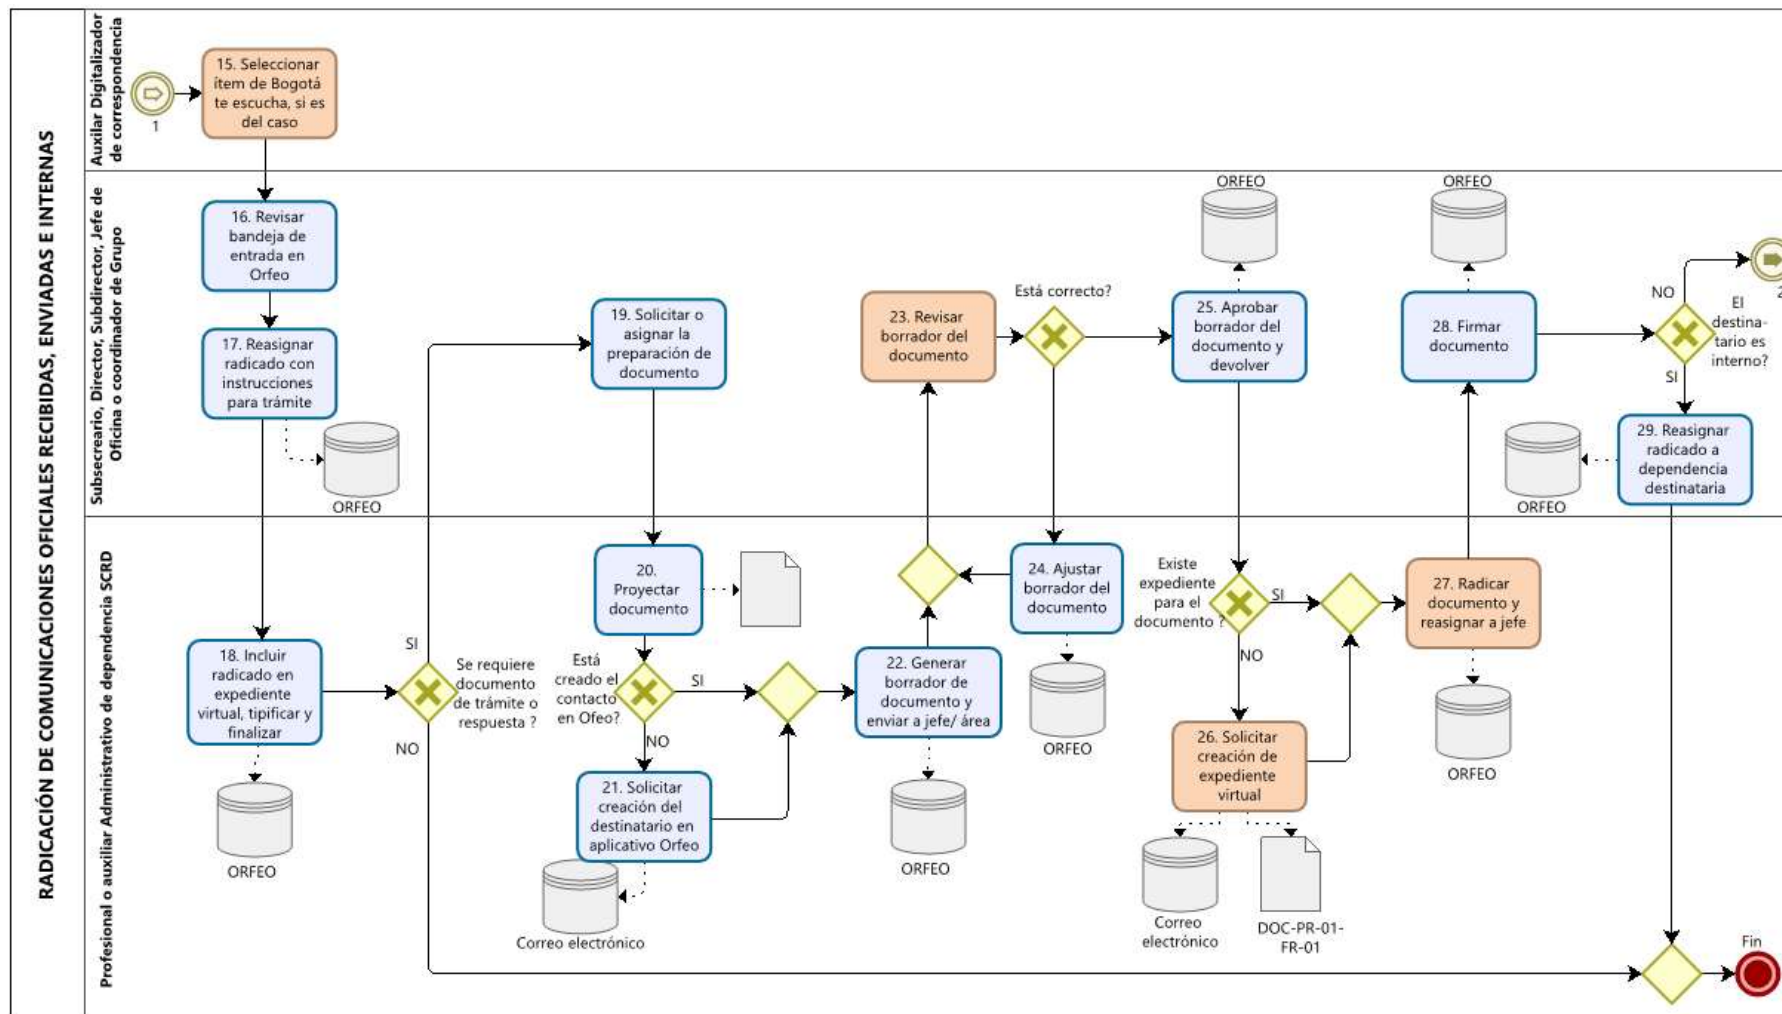 RADICACIÓN DE COMUNICACIONES OFICIALES RECIBIDAS, ENVIADAS E INTERNAS
Auxilar Digitalizador
de correspondencia
1
15. Seleccionar
ítem de Bogotá
te escucha, si es
del caso
Subsecreario, Director, Subdirector, Jefe de
Oficina o coordinador de Grupo
16. Revisar
bandeja de
entrada en
Orfeo
17. Reasignar
radicado con
instrucciones
para trámite
ORFEO
19. Solicitar o
asignar la
preparación de
documento
23. Revisar
borrador del
documento
Está correcto?
ORFEO
25. Aprobar
borrador del
documento y
devolver
ORFEO
28. Firmar
documento
NO
El
destina-
tario es
interno?
SI
2
29. Reasignar
radicado a
dependencia
destinataria
ORFEO
Profesional o auxiliar Administrativo de dependencia SCRD
18. Incluir
radicado en
expediente
virtual, tipificar y
finalizar
ORFEO
SI
Se requiere
documento
de trámite o
respuesta ?
NO
20.
Proyectar
documento
Está
creado el
contacto
en Ofeo?
SI
NO
21. Solicitar
creación del
destinatario en
aplicativo Orfeo
Correo electrónico
22. Generar
borrador de
documento y
enviar a jefe/ área
ORFEO
24. Ajustar
borrador del
documento
ORFEO
Existe
expediente
para el
documento ?
SI
NO
26. Solicitar
creación de
expediente
virtual
Correo
electrónico
DOC-PR-01-
FR-01
27. Radicar
documento y
reasignar a jefe
ORFEO
Fin